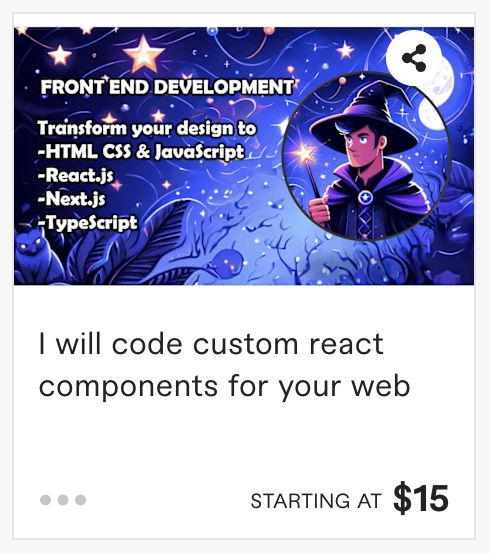 FRONT END DEVELOPMENT
Transform your design to
-HTML CSS & JavaScript
-React.js
-Next.js
-TypeScript
I will code custom react
components for your web
STARTING AT $15